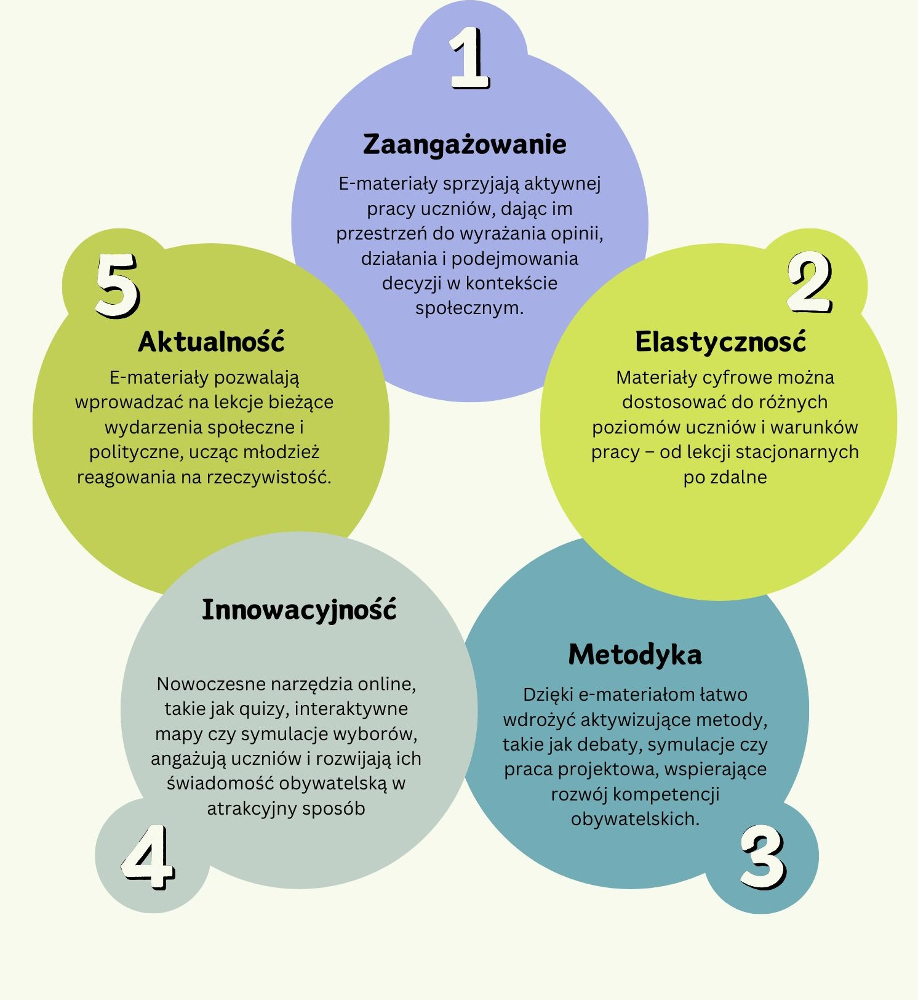 1
Zaangażowanie
E-materiały sprzyjają aktywnej
pracy uczniów, dając im
przestrzeń do wyrażania opinii,
działania i podejmowania
decyzji w kontekście
społecznym.
2
Elastycznosć
Materiały cyfrowe można
dostosować do różnych
poziomów uczniów i warunków
pracy – od lekcji stacjonarnych
po zdalne
3
Metodyka
Dzięki e-materiałom łatwo
wdrożyć aktywizujące metody,
takie jak debaty, symulacje czy
praca projektowa, wspierające
rozwój kompetencji
obywatelskich.
4
Innowacyjność
Nowoczesne narzędzia online,
takie jak quizy, interaktywne
mapy czy symulacje wyborów,
angażują uczniów i rozwijają ich
świadomość obywatelską w
atrakcyjny sposób
5
Aktualność
E-materiały pozwalają
wprowadzać na lekcje bieżące
wydarzenia społeczne i
polityczne, ucząc młodzież
reagowania na rzeczywistość.